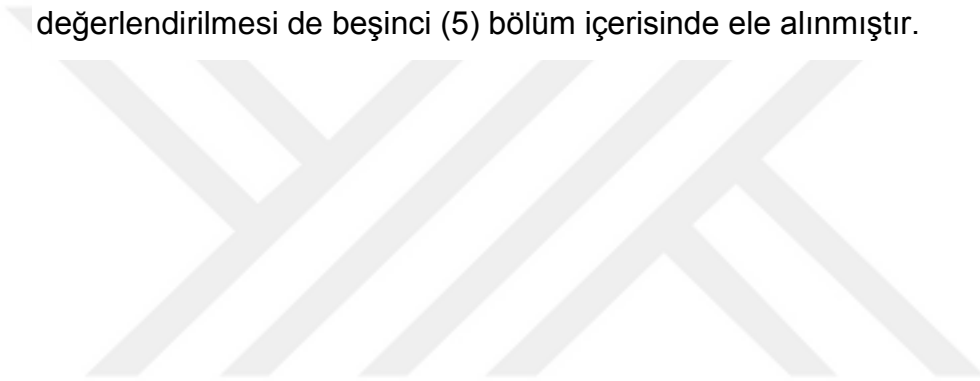 değerlendirilmesi de beşinci (5) bölüm içerisinde ele alınmıştır.